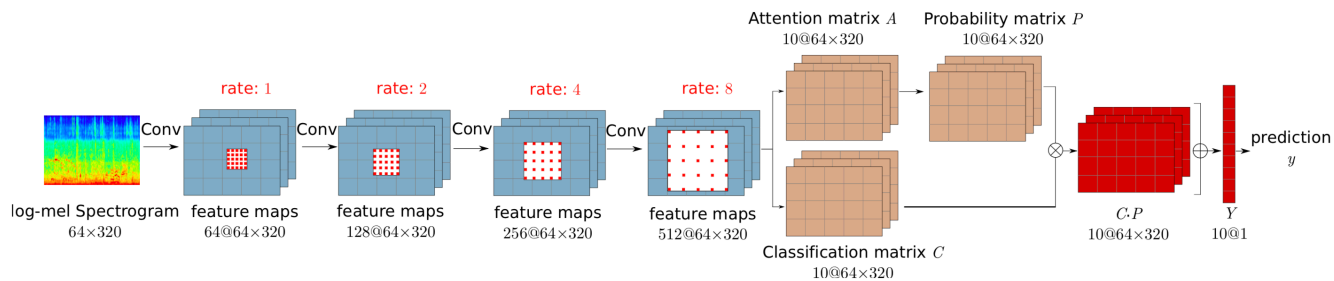 Attention matrix A
10@64×320
Probability matrix P
10@64×320
rate: 1
rate: 2
rate: 4
rate: 8
Conv
Conv
Conv
Conv
prediction
y
log-mel Spectrogram
64×320
feature maps
64@64×320
feature maps
128@64×320
feature maps
256@64×320
feature maps
512@64×320
Classification matrix C
10@64×320
C·P
10@64×320
Y
10@1